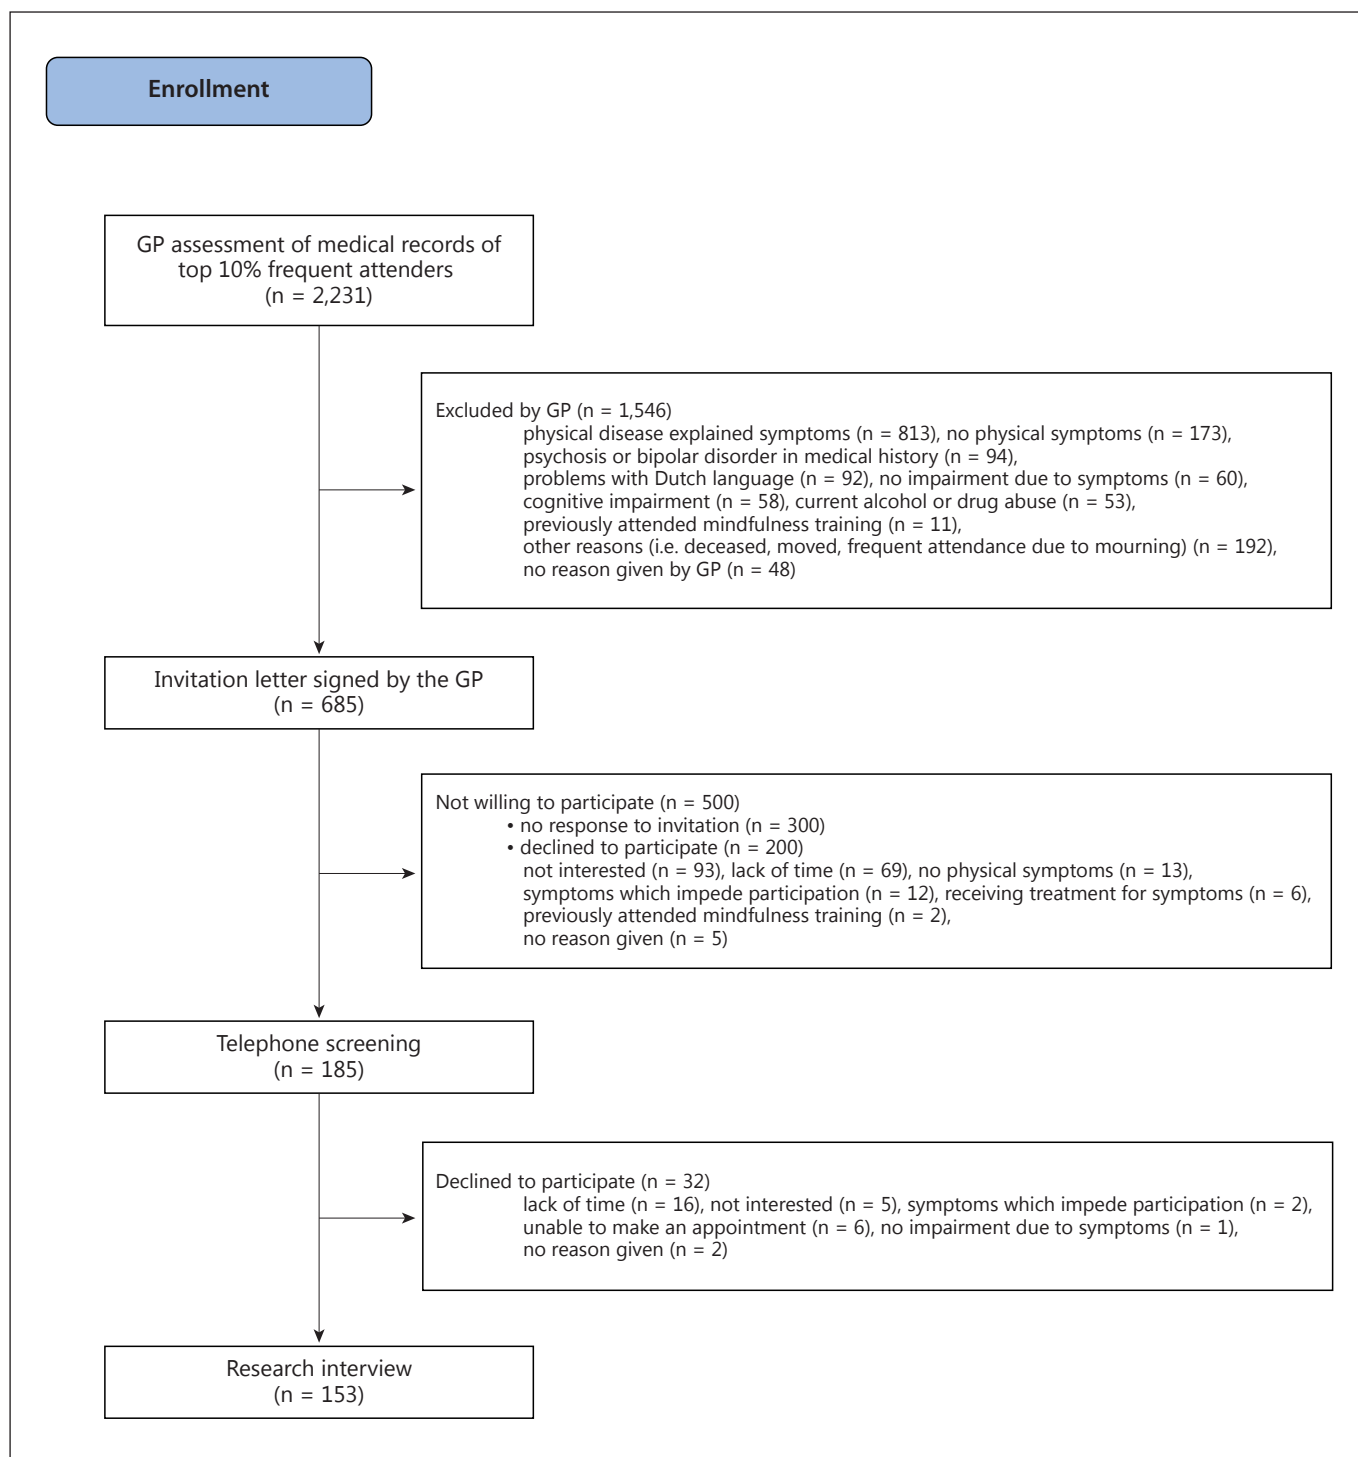 Enrollment
GP assessment of medical records of
top 10% frequent attenders
(n = 2,231)
Excluded by GP (n = 1,546)
physical disease explained symptoms (n = 813), no physical symptoms (n = 173),
psychosis or bipolar disorder in medical history (n = 94),
problems with Dutch language (n = 92), no impairment due to symptoms (n = 60),
cognitive impairment (n = 58), current alcohol or drug abuse (n = 53),
previously attended mindfulness training (n = 11),
other reasons (i.e. deceased, moved, frequent attendance due to mourning) (n = 192),
no reason given by GP (n = 48)
Invitation letter signed by the GP
(n = 685)
Not willing to participate (n = 500)
• no response to invitation (n = 300)
• declined to participate (n = 200)
not interested (n = 93), lack of time (n = 69), no physical symptoms (n = 13),
symptoms which impede participation (n = 12), receiving treatment for symptoms (n = 6),
previously attended mindfulness training (n = 2),
no reason given (n = 5)
Telephone screening
(n = 185)
Declined to participate (n = 32)
lack of time (n = 16), not interested (n = 5), symptoms which impede participation (n = 2),
unable to make an appointment (n = 6), no impairment due to symptoms (n = 1),
no reason given (n = 2)
Research interview
(n = 153)